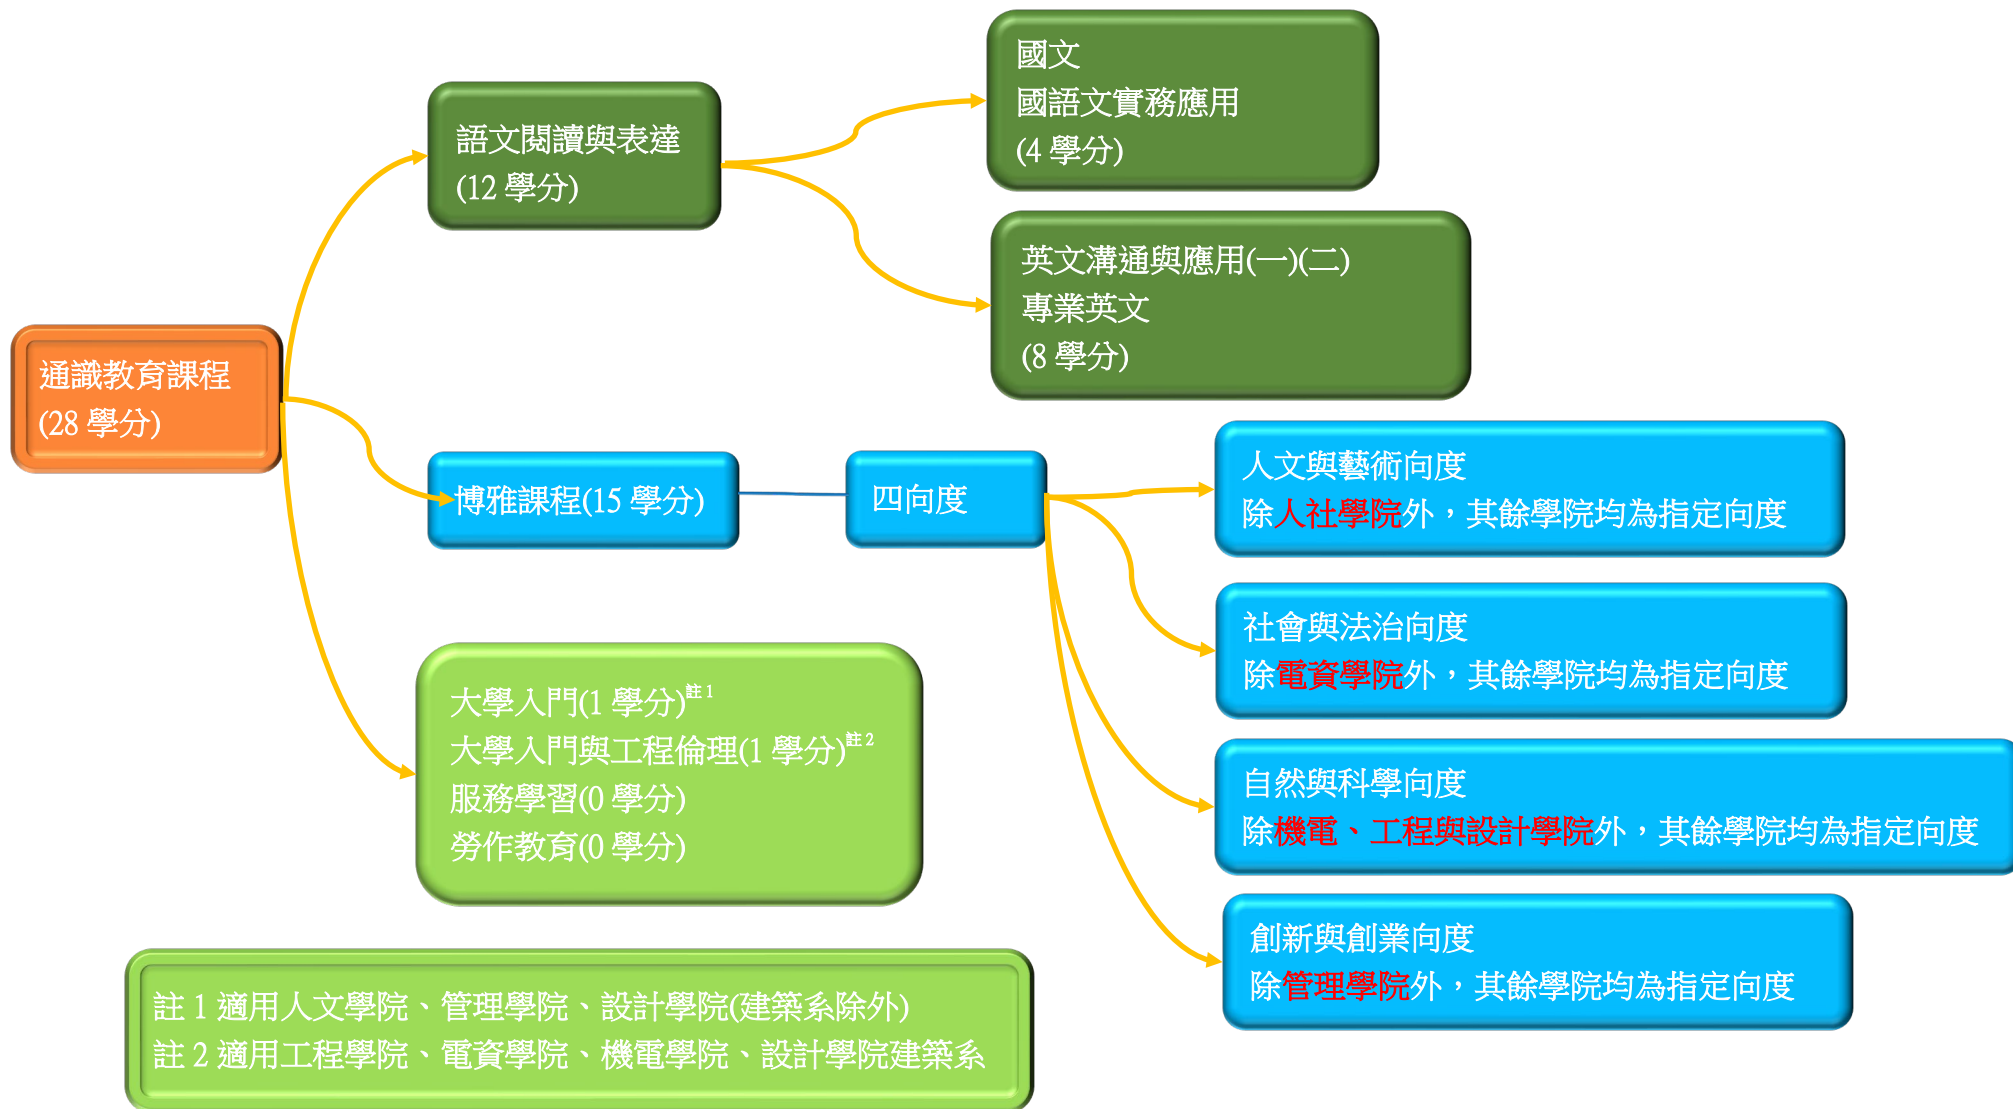 通識教育課程
(28 學分)
語文閱讀與表達
(12 學分)
國文
國語文實務應用
(4 學分)
英文溝通與應用(一)(二)
專業英文
(8 學分)
博雅課程(15 學分)
四向度
人文與藝術向度
除人社學院外，其餘學院均為指定向度
社會與法治向度
除電資學院外，其餘學院均為指定向度
自然與科學向度
除機電、工程與設計學院外，其餘學院均為指定向度
創新與創業向度
除管理學院外，其餘學院均為指定向度
大學入門(1 學分)註 1
大學入門與工程倫理(1 學分)註 2
服務學習(0 學分)
勞作教育(0 學分)
註 1 適用人文學院、管理學院、設計學院(建築系除外)
註 2 適用工程學院、電資學院、機電學院、設計學院建築系